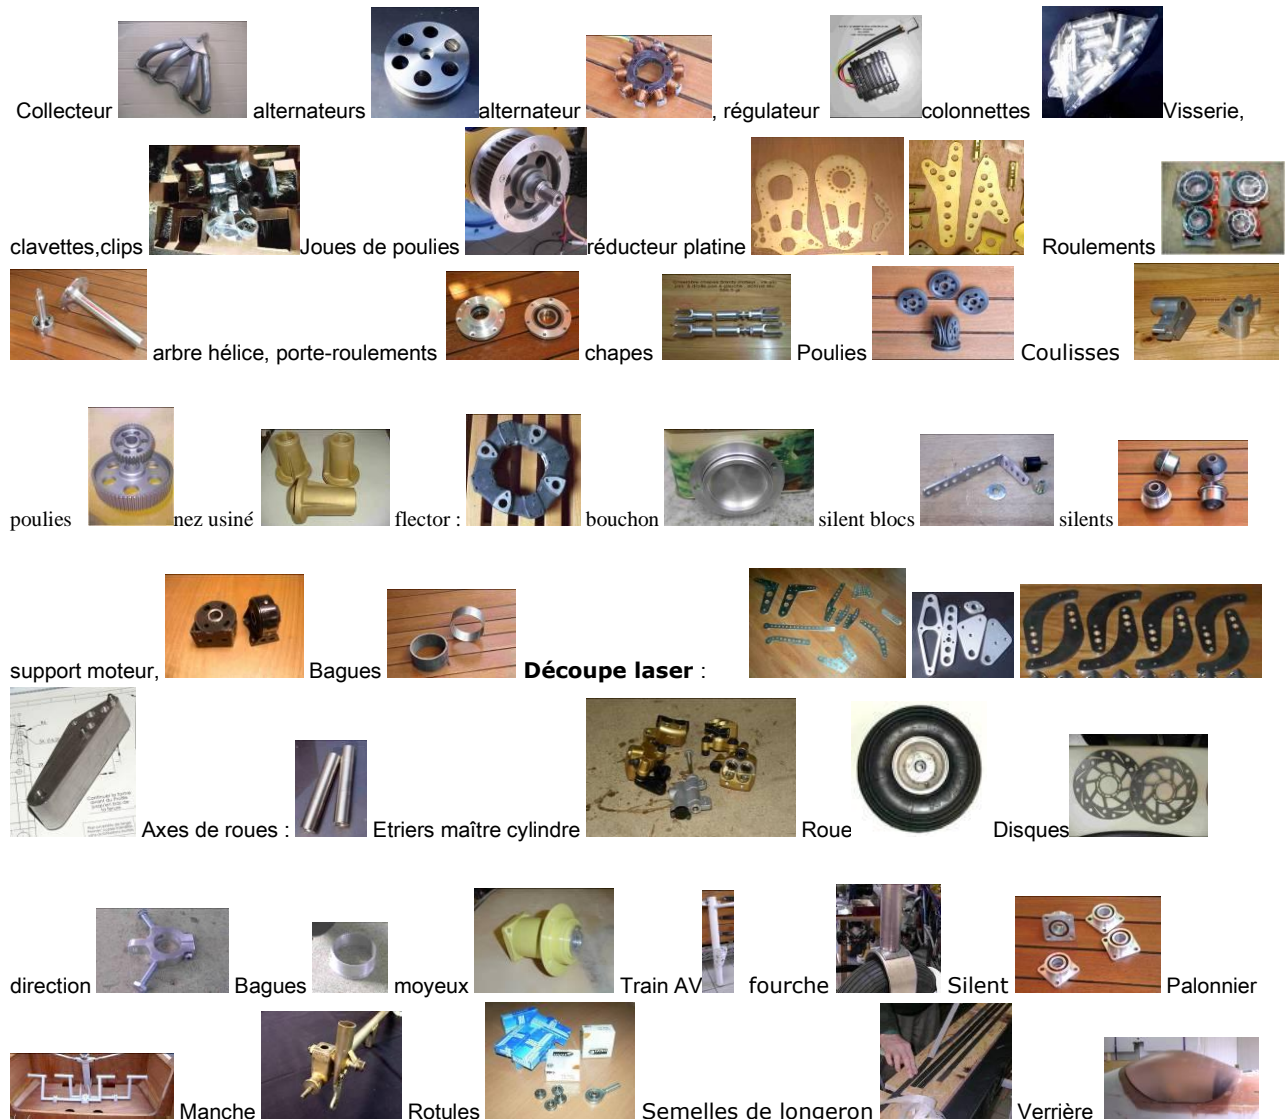 Collecteur alternateurs alternateur , régulateur colonnettes Visserie,
clavettes,clips Joues de poulies réducteur platine Roulements
arbre hélice, porte-roulements chapes Poulies Coulisses
poulies nez usiné flector : bouchon silent blocs silents
support moteur, Bagues Découpe laser :
Axes de roues : Etriers maître cylindre Roue Disques
direction Bagues moyeux Train AV fourche Silent Palonnier
Manche Rotules Semelles de longeron Verrière